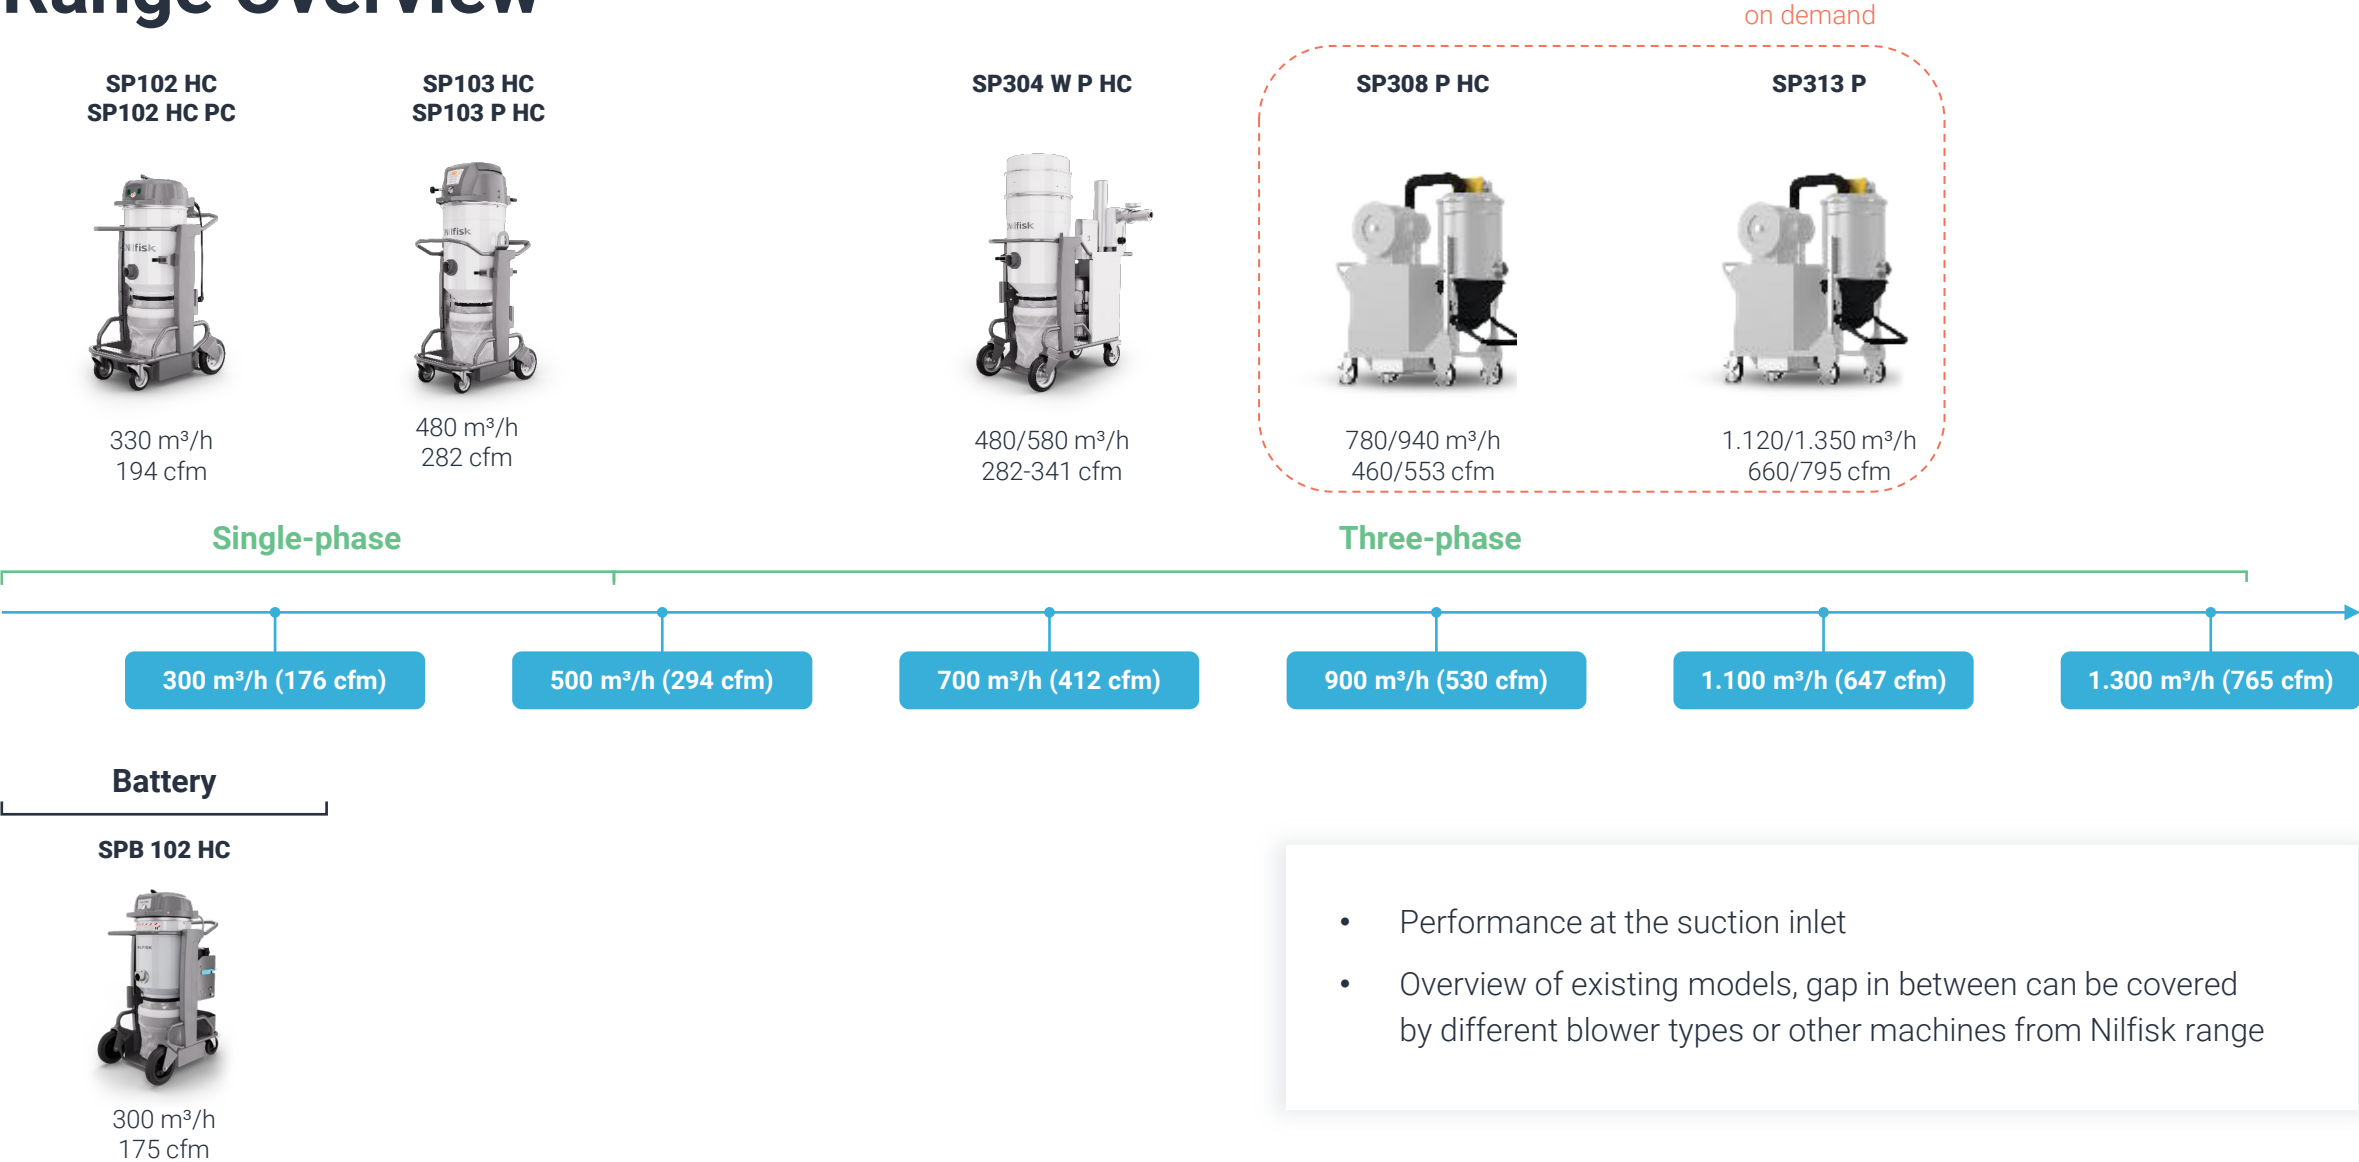 Range Overview
on demand
SP102 HC
SP102 HC PC
SP103 HC
SP103 P HC
SP304 W P HC
SP308 P HC
SP313 P
Nilfisk
Nilfisk
Nilfisk
330 m³/h
194 cfm
480 m³/h
282 cfm
480/580 m³/h
282-341 cfm
780/940 m³/h
460/553 cfm
1.120/1.350 m³/h
660/795 cfm
Single-phase
Three-phase
300 m³/h (176 cfm)
500 m³/h (294 cfm)
700 m³/h (412 cfm)
900 m³/h (530 cfm)
1.100 m³/h (647 cfm)
1.300 m³/h (765 cfm)
Battery
SPB 102 HC
Nilfisk
300 m³/h
175 cfm
• Performance at the suction inlet
• Overview of existing models, gap in between can be covered
by different blower types or other machines from Nilfisk range